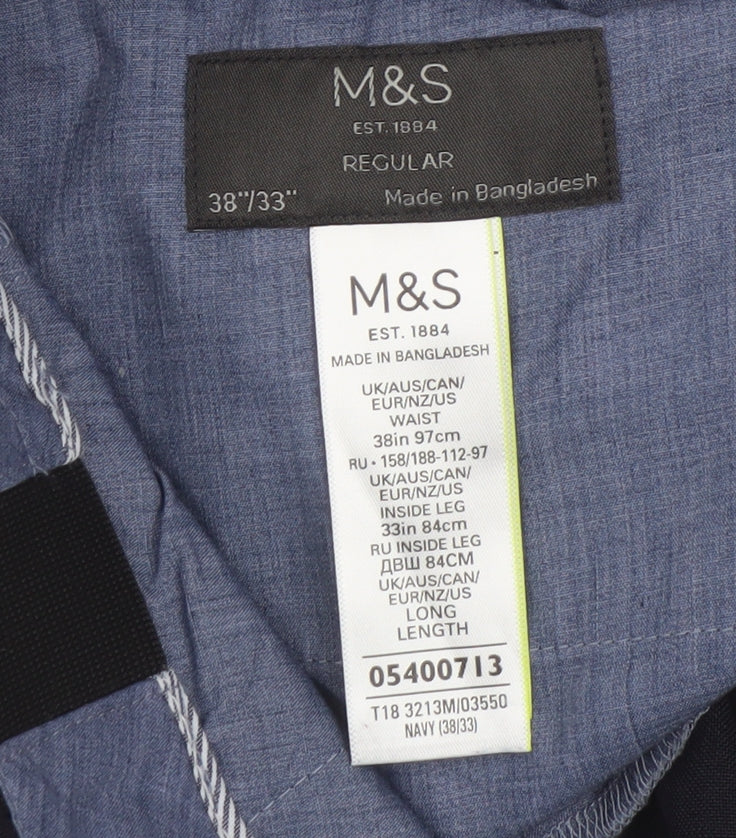 M&S
EST. 1884
REGULAR
38"/33"
Made in Bangladesh
M&S
EST. 1884
MADE IN BANGLADESH
UK/AUS/CAN/
EUR/NZ/US
WAIST
38in 97cm
RU • 158/188-112-97
UK/AUS/CAN/
EUR/NZ/US
INSIDE LEG
33in 84cm
RU INSIDE LEG
ДВШ 84CM
UK/AUS/CAN/
EUR/NZ/US
LONG
LENGTH
05400713
T18 3213M/03550
NAVY (38/33)